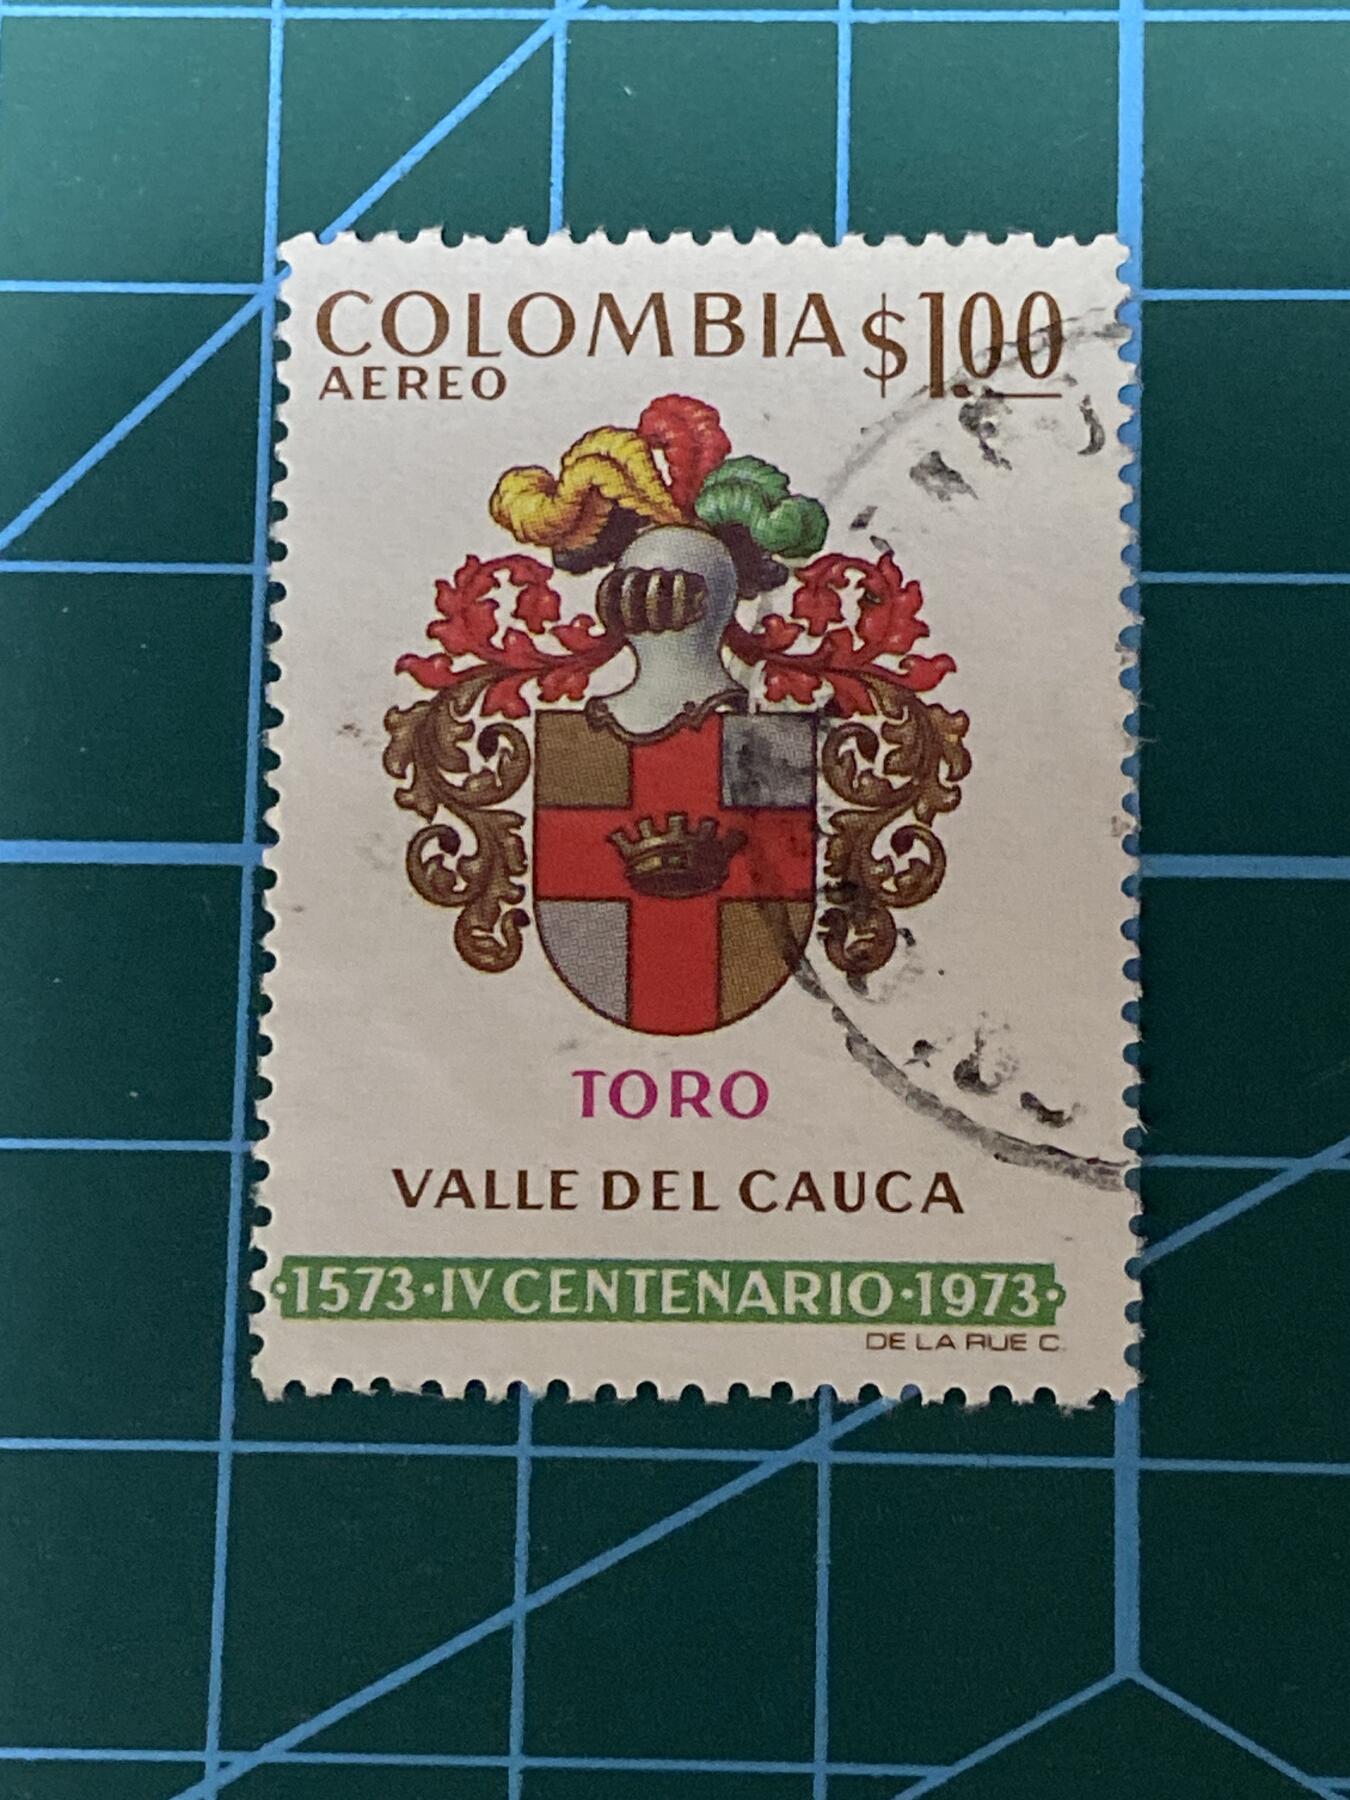 COLOMBIA $1.00
AEREO
TORO
VALLE DEL CAUCA
·1573·IV CENTENARIO·1973·
DE LA RUE C.